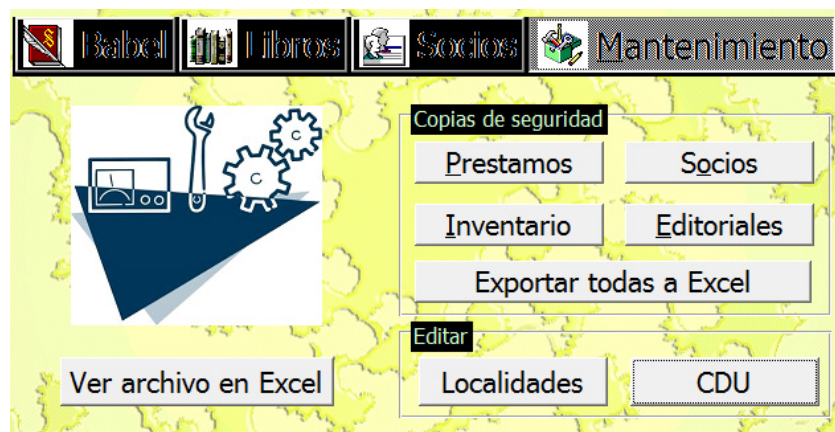 Babel Libros Socios Mantenimiento
Copias de seguridad
Prestamos Socios
Inventario Editoriales
Exportar todas a Excel
Editar
Ver archivo en Excel Localidades CDU